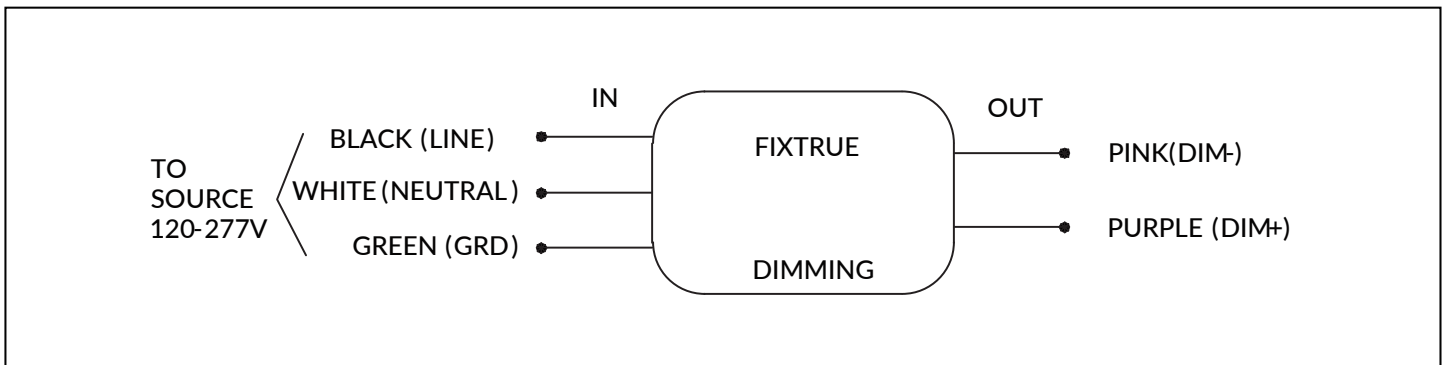 IN
OUT
BLACK (LINE)
FIXTRUE
PINK(DIM-)
TO
SOURCE
120-277V
WHITE (NEUTRAL)
PURPLE (DIM+)
GREEN (GRD)
DIMMING